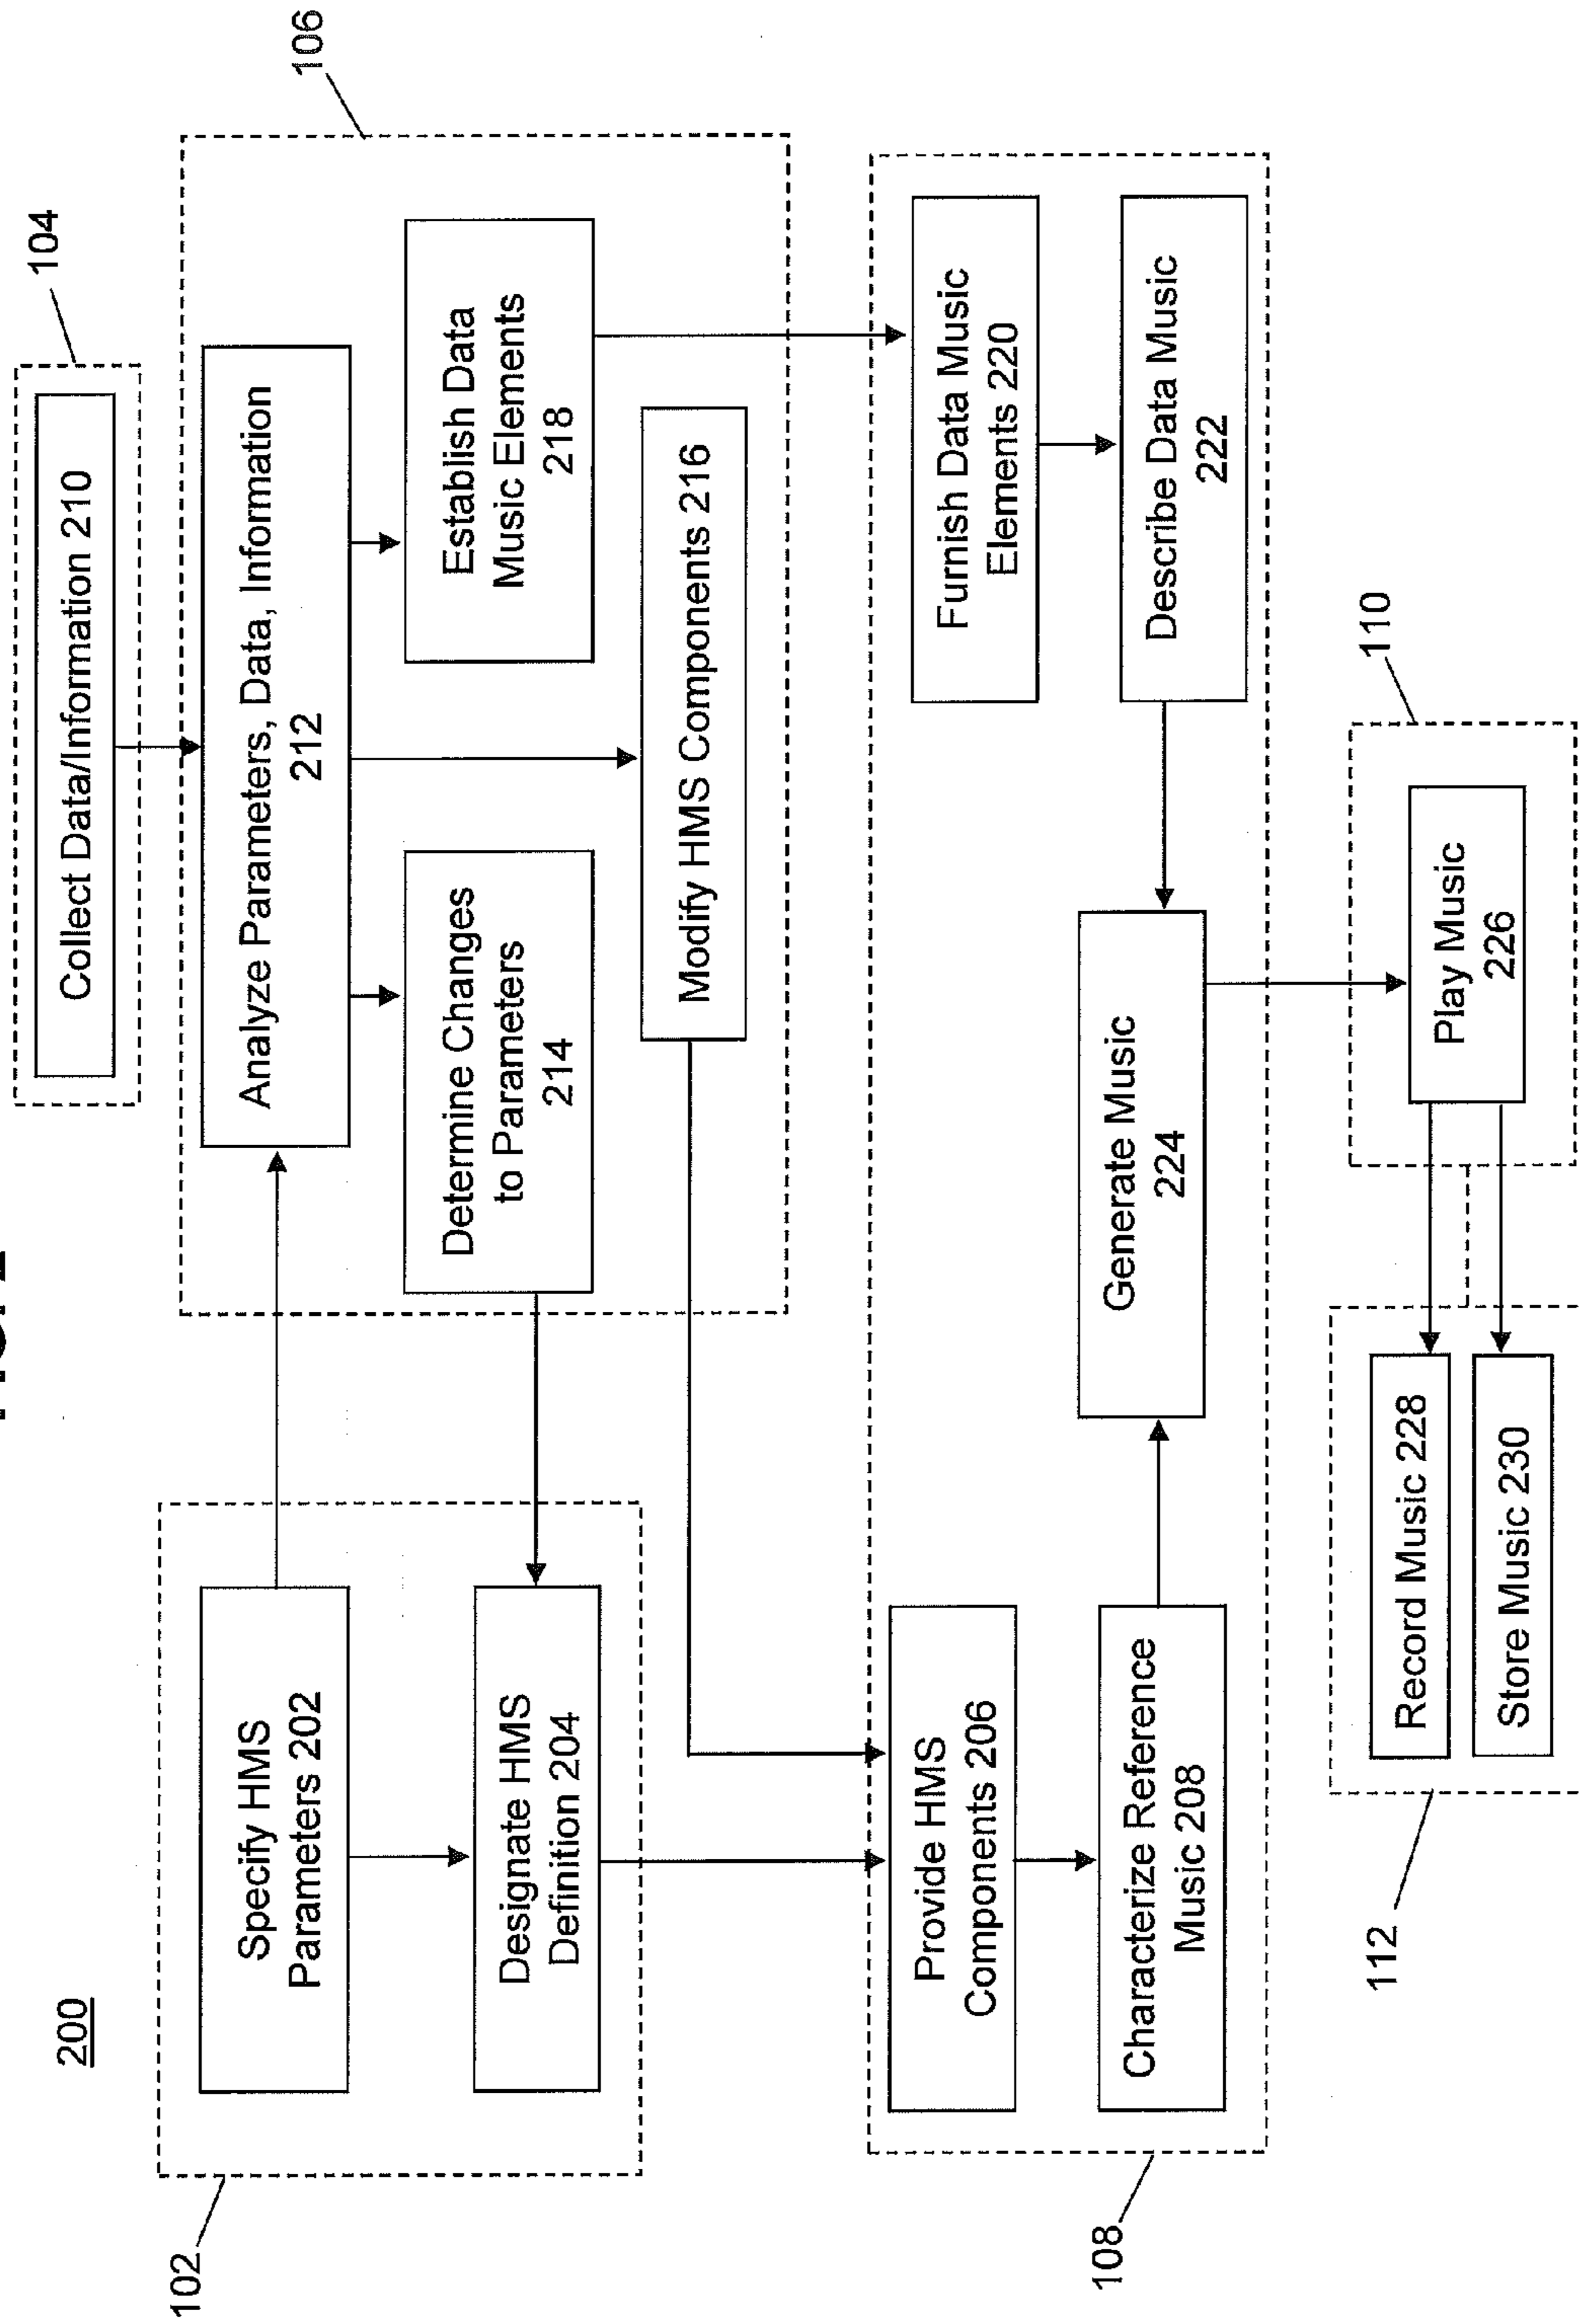 200
102
Specify HMS
Parameters 202
Designate HMS
Definition 204
104
Collect Data/Information 210
106
Analyze Parameters, Data, Information
212
Determine Changes
to Parameters
214
Establish Data
Music Elements
218
Modify HMS Components 216
108
Provide HMS
Components 206
Characterize Reference
Music 208
Generate Music
224
Furnish Data Music
Elements 220
Describe Data Music
222
110
Play Music
226
112
Record Music 228
Store Music 230